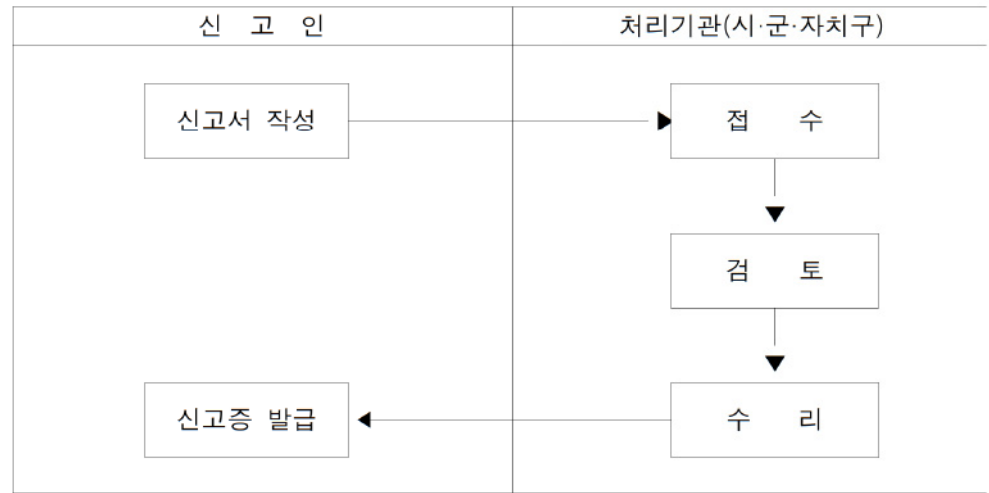 신 고 인
처리기관(시·군·자치구)
신고서 작성
접 수
검 토
신고증 발급
수 리